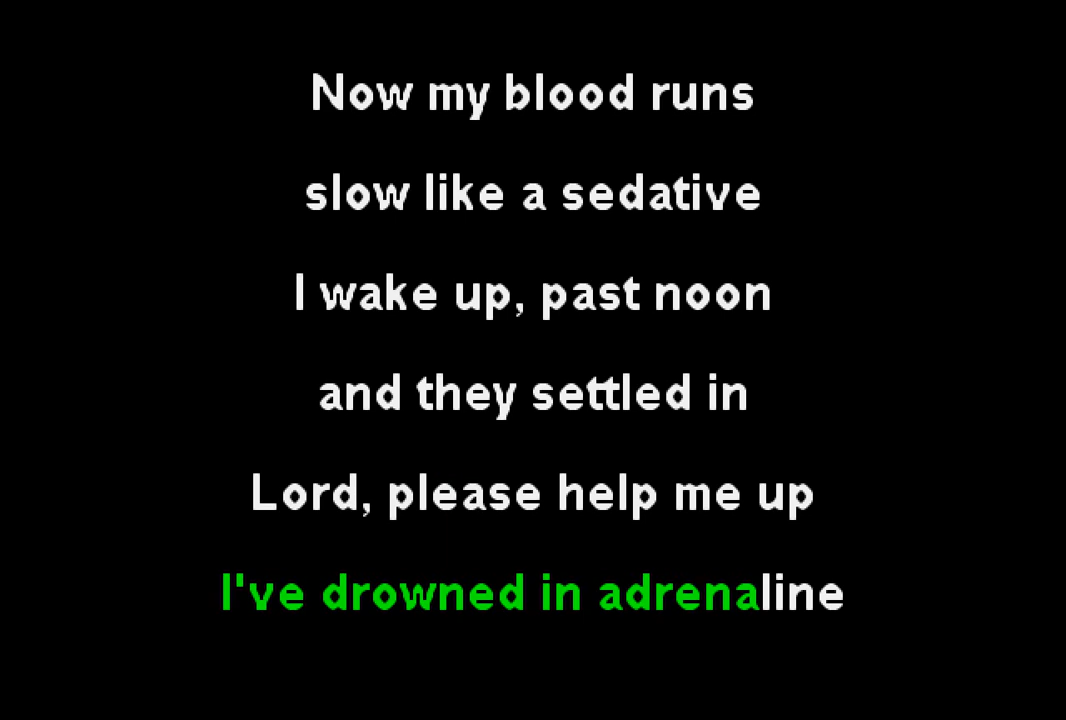 Now my blood runs
slow like a sedative
I wake up, past noon
and they settled in
Lord, please help me up
I've drowned in adrenaline